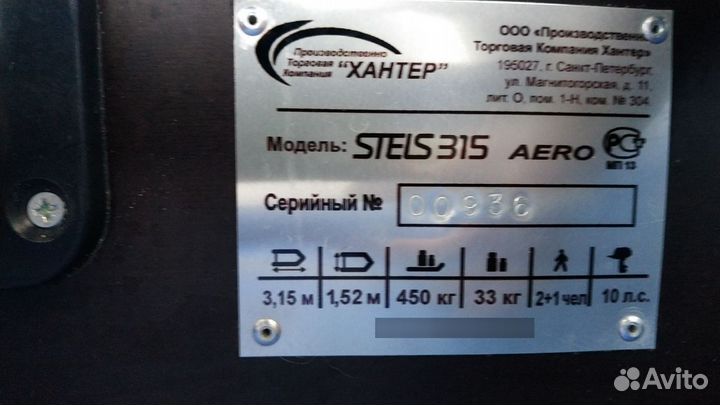 Производственно
Торговая
Компания "ХАНТЕР"
ООО «Производственно
Торговая Компания Хантер»
195027, г. Санкт-Петербург,
ул. Магнитогорская, д. 11,
лит. О, пом. 1-Н, ком. № 304
Модель: STELS 315 AERO РСТ
МП 13
Серийный № 00936
3,15 м 1,52 м 450 кг 33 кг 2+1чел 10 л.с.
Avito